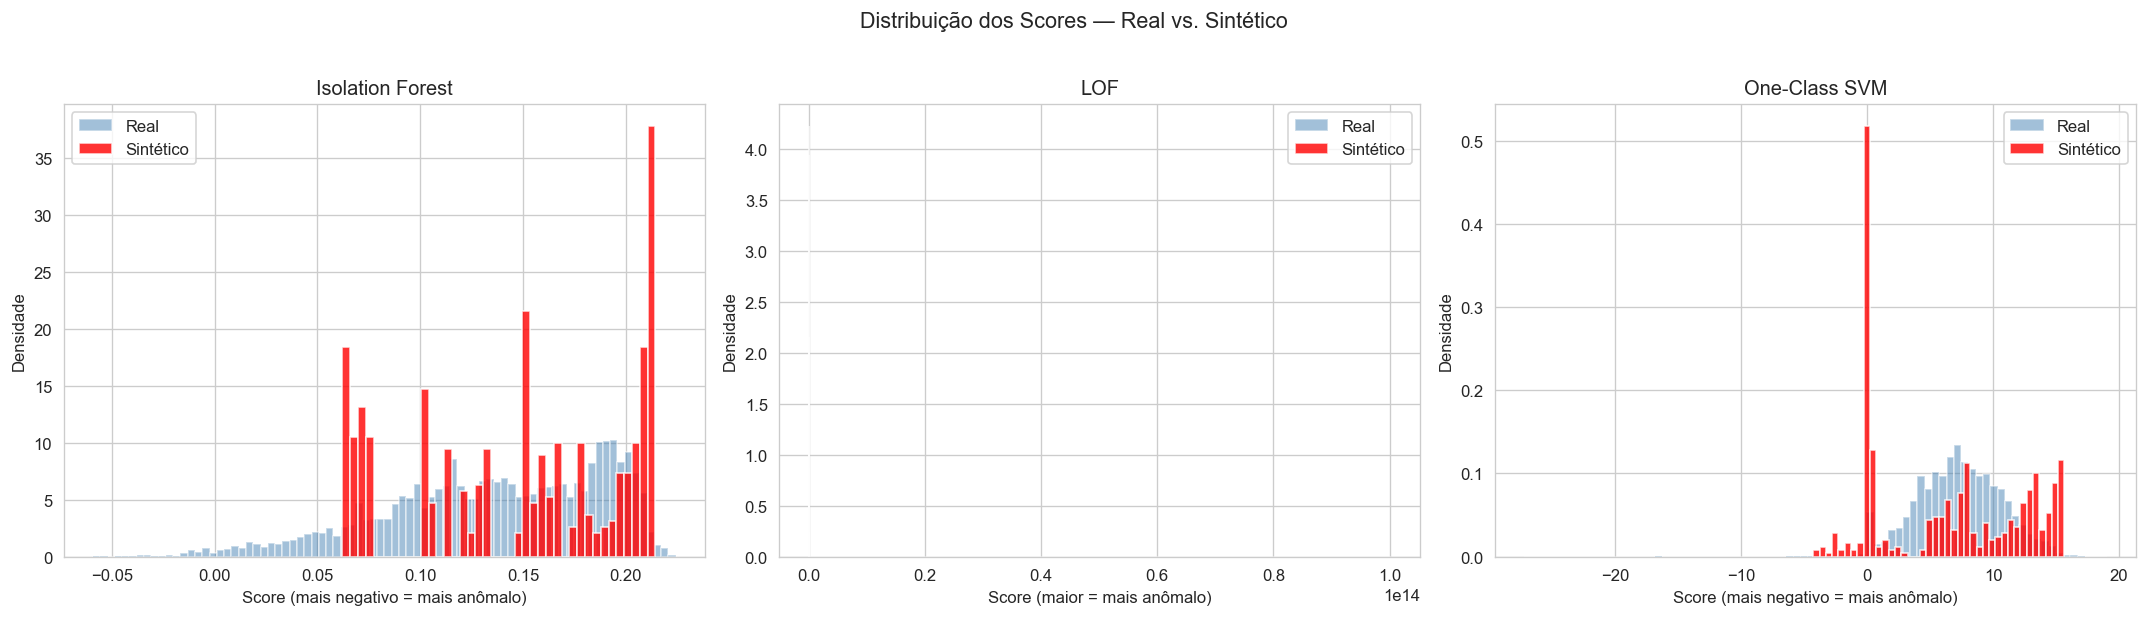 Distribuição dos Scores — Real vs. Sintético
Isolation Forest
Real
Sintético
Densidade
35
30
25
20
15
10
5
0
−0.05
0.00
0.05
0.10
0.15
0.20
Score (mais negativo = mais anômalo)
LOF
Real
Sintético
Densidade
4.0
3.5
3.0
2.5
2.0
1.5
1.0
0.5
0.0
0.0
0.2
0.4
0.6
0.8
1.0
1e14
Score (maior = mais anômalo)
One-Class SVM
Real
Sintético
Densidade
0.5
0.4
0.3
0.2
0.1
0.0
−20
−10
0
10
20
Score (mais negativo = mais anômalo)